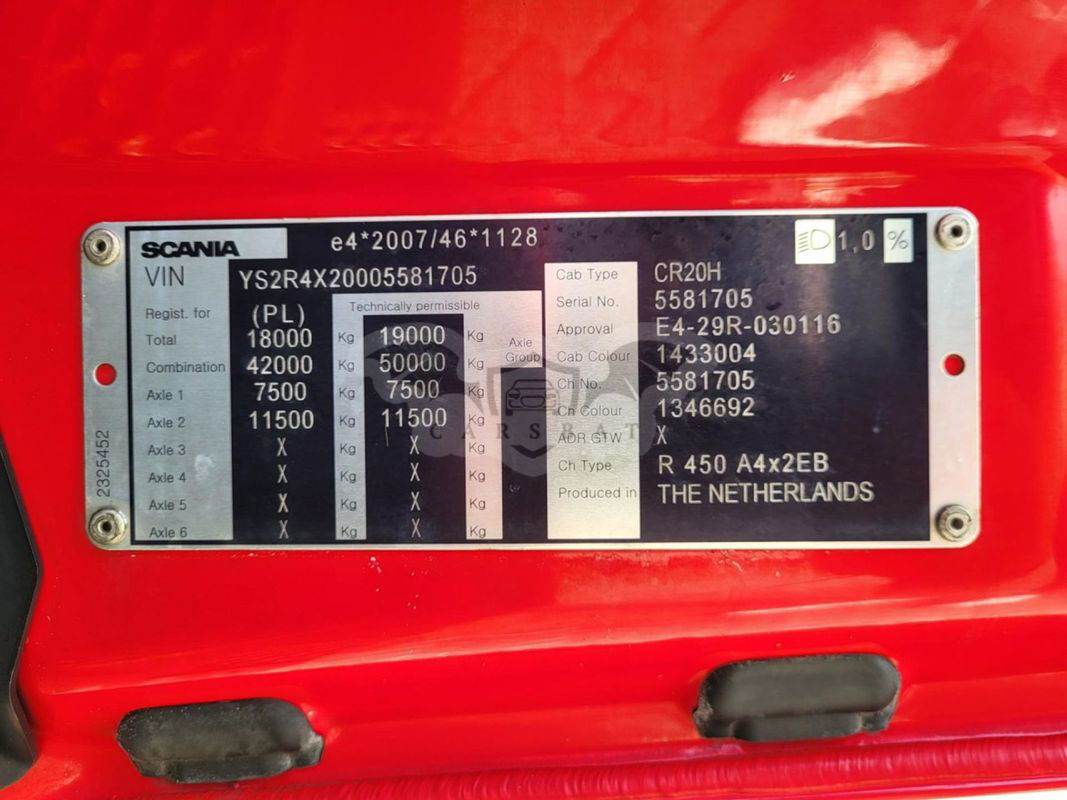 SCANIA e4*2007/46*1128 1,0 %
VIN YS2R4X20005581705
Regist. for (PL) Technically permissible
Total 18000 Kg 19000 Kg Axle Group
Combination 42000 Kg 50000 Kg
Axle 1 7500 Kg 7500 Kg
Axle 2 11500 Kg 11500 Kg
Axle 3 X Kg X Kg
Axle 4 X Kg X Kg
Axle 5 X Kg X Kg
Axle 6 X Kg X Kg
Cab Type CR20H
Serial No. 5581705
Approval E4-29R-030116
Cab Colour 1433004
Ch No. 5581705
Ch Colour 1346692
ADR GTW X
Ch Type R 450 A4x2EB
Produced in THE NETHERLANDS
2325452
CARSBAT